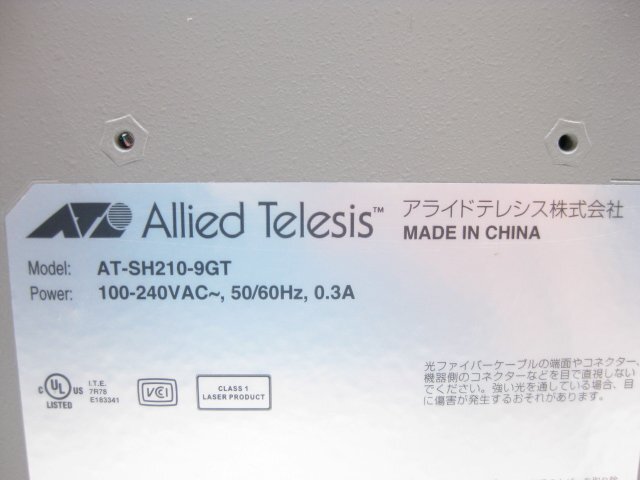 Allied Telesis™ アライドテレシス株式会社
MADE IN CHINA
Model: AT-SH210-9GT
Power: 100-240VAC~, 50/60Hz, 0.3A
光ファイバーケーブルの端面やコネクター、
機器側のコネクターなどを目で直視しない
でください。強い光を通している場合、目
に傷害が発生するおそれがあります。
C UL US LISTED
I.T.E.
7R78
E183341
VCI
CLASS 1
LASER PRODUCT